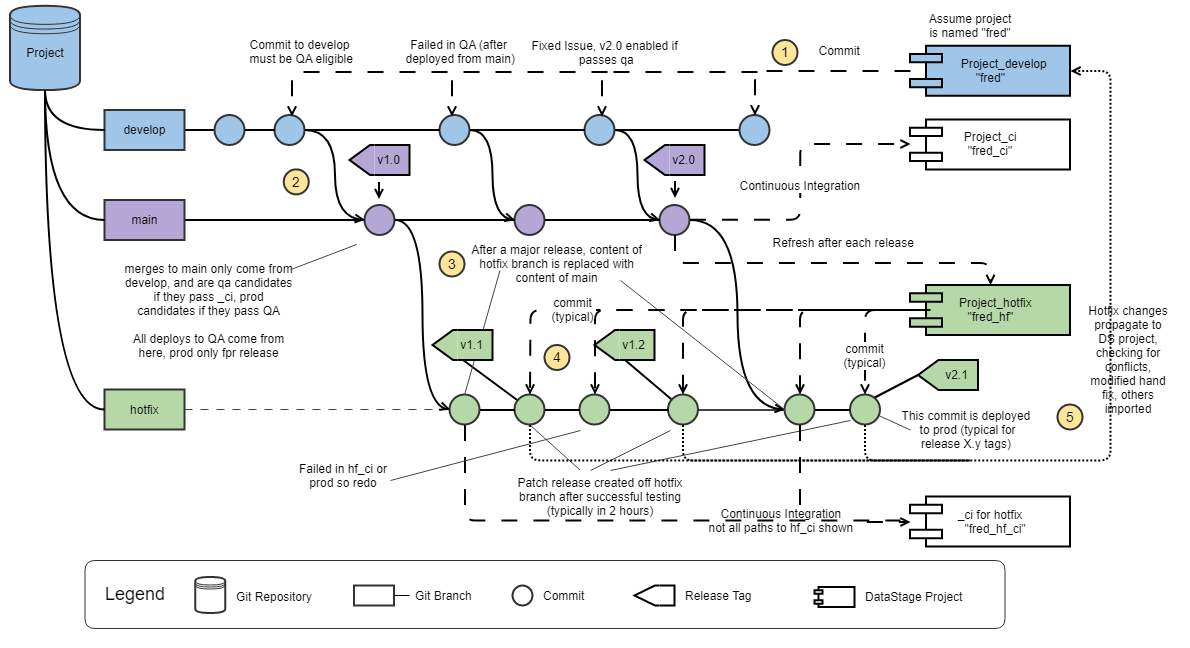 Project
Commit to develop
must be QA eligible
Failed in QA (after
deployed from main)
Fixed Issue, v2.0 enabled if
passes qa
1
Commit
Assume project
is named "fred"
Project_develop
"fred"
develop
Project_ci
"fred_ci"
v1.0
v2.0
2
Continuous Integration
main
Refresh after each release
merges to main only come from
develop, and are qa candidates
if they pass _ci, prod
candidates if they pass QA
All deploys to QA come from
here, prod only fpr release
3
After a major release, content of
hotfix branch is replaced with
content of main
commit
(typical)
Project_hotfix
"fred_hf"
Hotfix changes
propagate to
DS project,
checking for
conflicts,
modified hand
fix, others
imported
v1.1
4
v1.2
commit
(typical)
v2.1
hotfix
This commit is deployed
to prod (typical for
release X.y tags)
5
Failed in hf_ci or
prod so redo
Patch release created off hotfix
branch after successful testing
(typically in 2 hours)
Continuous Integration
not all paths to hf_ci shown
_ci for hotfix
"fred_hf_ci"
Legend
Git Repository
Git Branch
Commit
Release Tag
DataStage Project